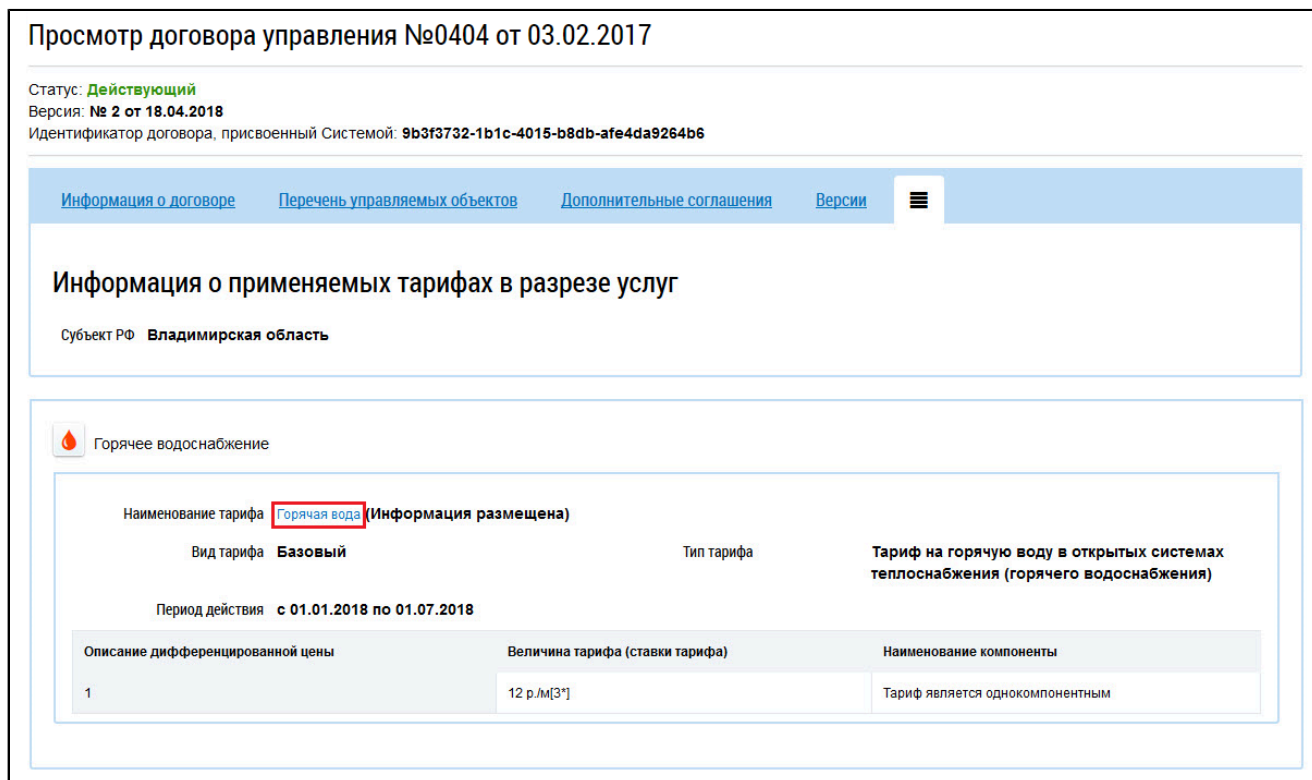 Просмотр договора управления №0404 от 03.02.2017
Статус: Действующий
Версия: № 2 от 18.04.2018
Идентификатор договора, присвоенный Системой: 9b3f3732-1b1c-4015-b8db-afe4da9264b6
Информация о договоре Перечень управляемых объектов Дополнительные соглашения Версии
Информация о применяемых тарифах в разрезе услуг
Субъект РФ Владимирская область
Горячее водоснабжение
Наименование тарифа Горячая вода (Информация размещена)
Вид тарифа Базовый Тип тарифа Тариф на горячую воду в открытых системах
теплоснабжения (горячего водоснабжения)
Период действия с 01.01.2018 по 01.07.2018
Описание дифференцированной цены Величина тарифа (ставки тарифа) Наименование компоненты
1 12 р./м[3*] Тариф является однокомпонентным